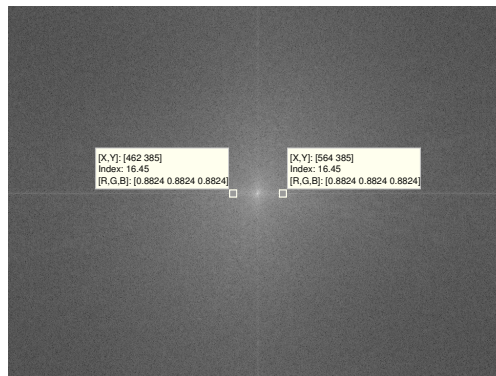 [X,Y]: [462 385]
Index: 16.45
[R,G,B]: [0.8824 0.8824 0.8824]
[X,Y]: [564 385]
Index: 16.45
[R,G,B]: [0.8824 0.8824 0.8824]